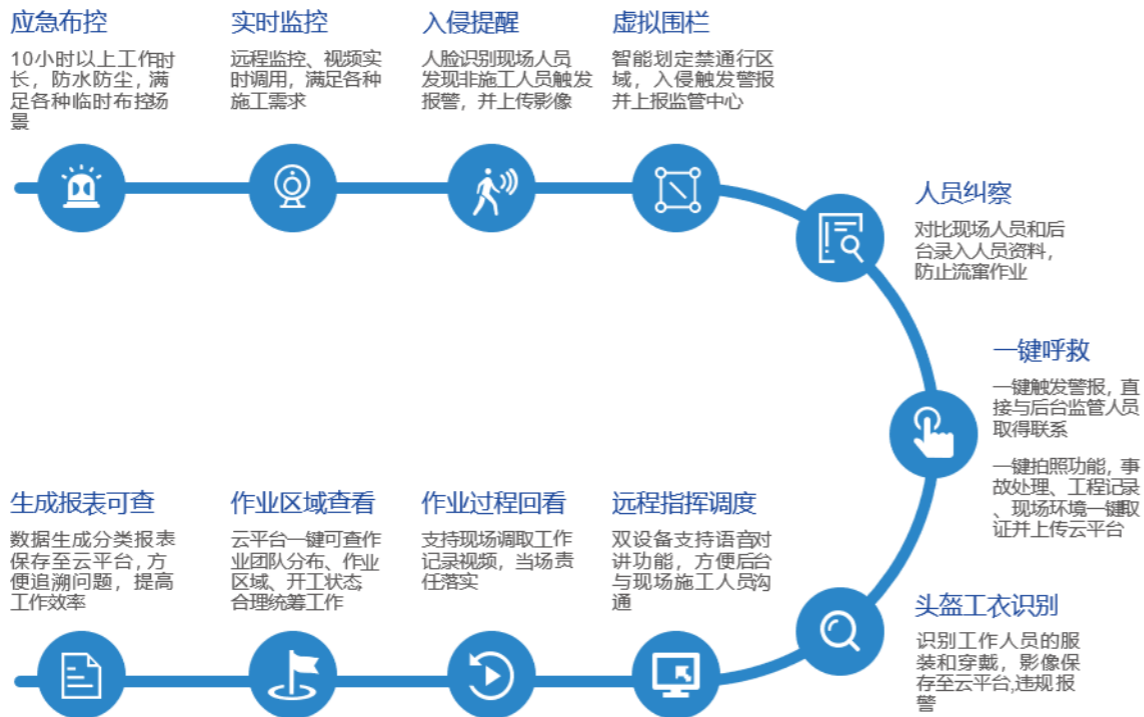 应急布控
10小时以上工作时
长，防水防尘，满
足各种临时布控场
景
实时监控
远程监控、视频实
时调用，满足各种
施工需求
入侵提醒
人脸识别现场人员
发现非施工人员触发
报警，并上传影像
虚拟围栏
智能划定禁通行区
域，入侵触发警报
并上报监管中心
人员纠察
对比现场人员和后
台录入人员资料，
防止流窜作业
一键呼救
一键触发警报，直
接与后台监管人员
取得联系
一键拍照功能，事
故处理、工程记录
、现场环境一键取
证并上传云平台
头盔工衣识别
识别工作人员的服
装和穿戴，影像保
存至云平台,违规报
警
远程指挥调度
双设备支持语音对
讲功能，方便后台
与现场施工人员沟
通
作业过程回看
支持现场调取工作
记录视频，当场责
任落实
作业区域查看
云平台一键可查作
业团队分布、作业
区域、开工状态
合理统筹工作
生成报表可查
数据生成分类报表
保存至云平台，方
便追溯问题，提高
工作效率